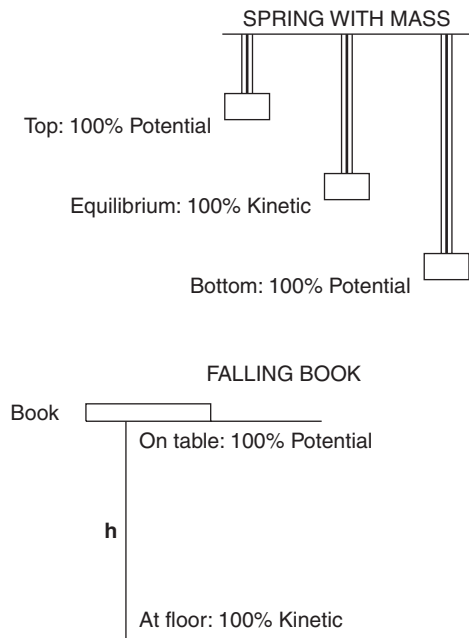 SPRING WITH MASS
Top: 100% Potential
Equilibrium: 100% Kinetic
Bottom: 100% Potential
FALLING BOOK
Book
On table: 100% Potential
h
At floor: 100% Kinetic